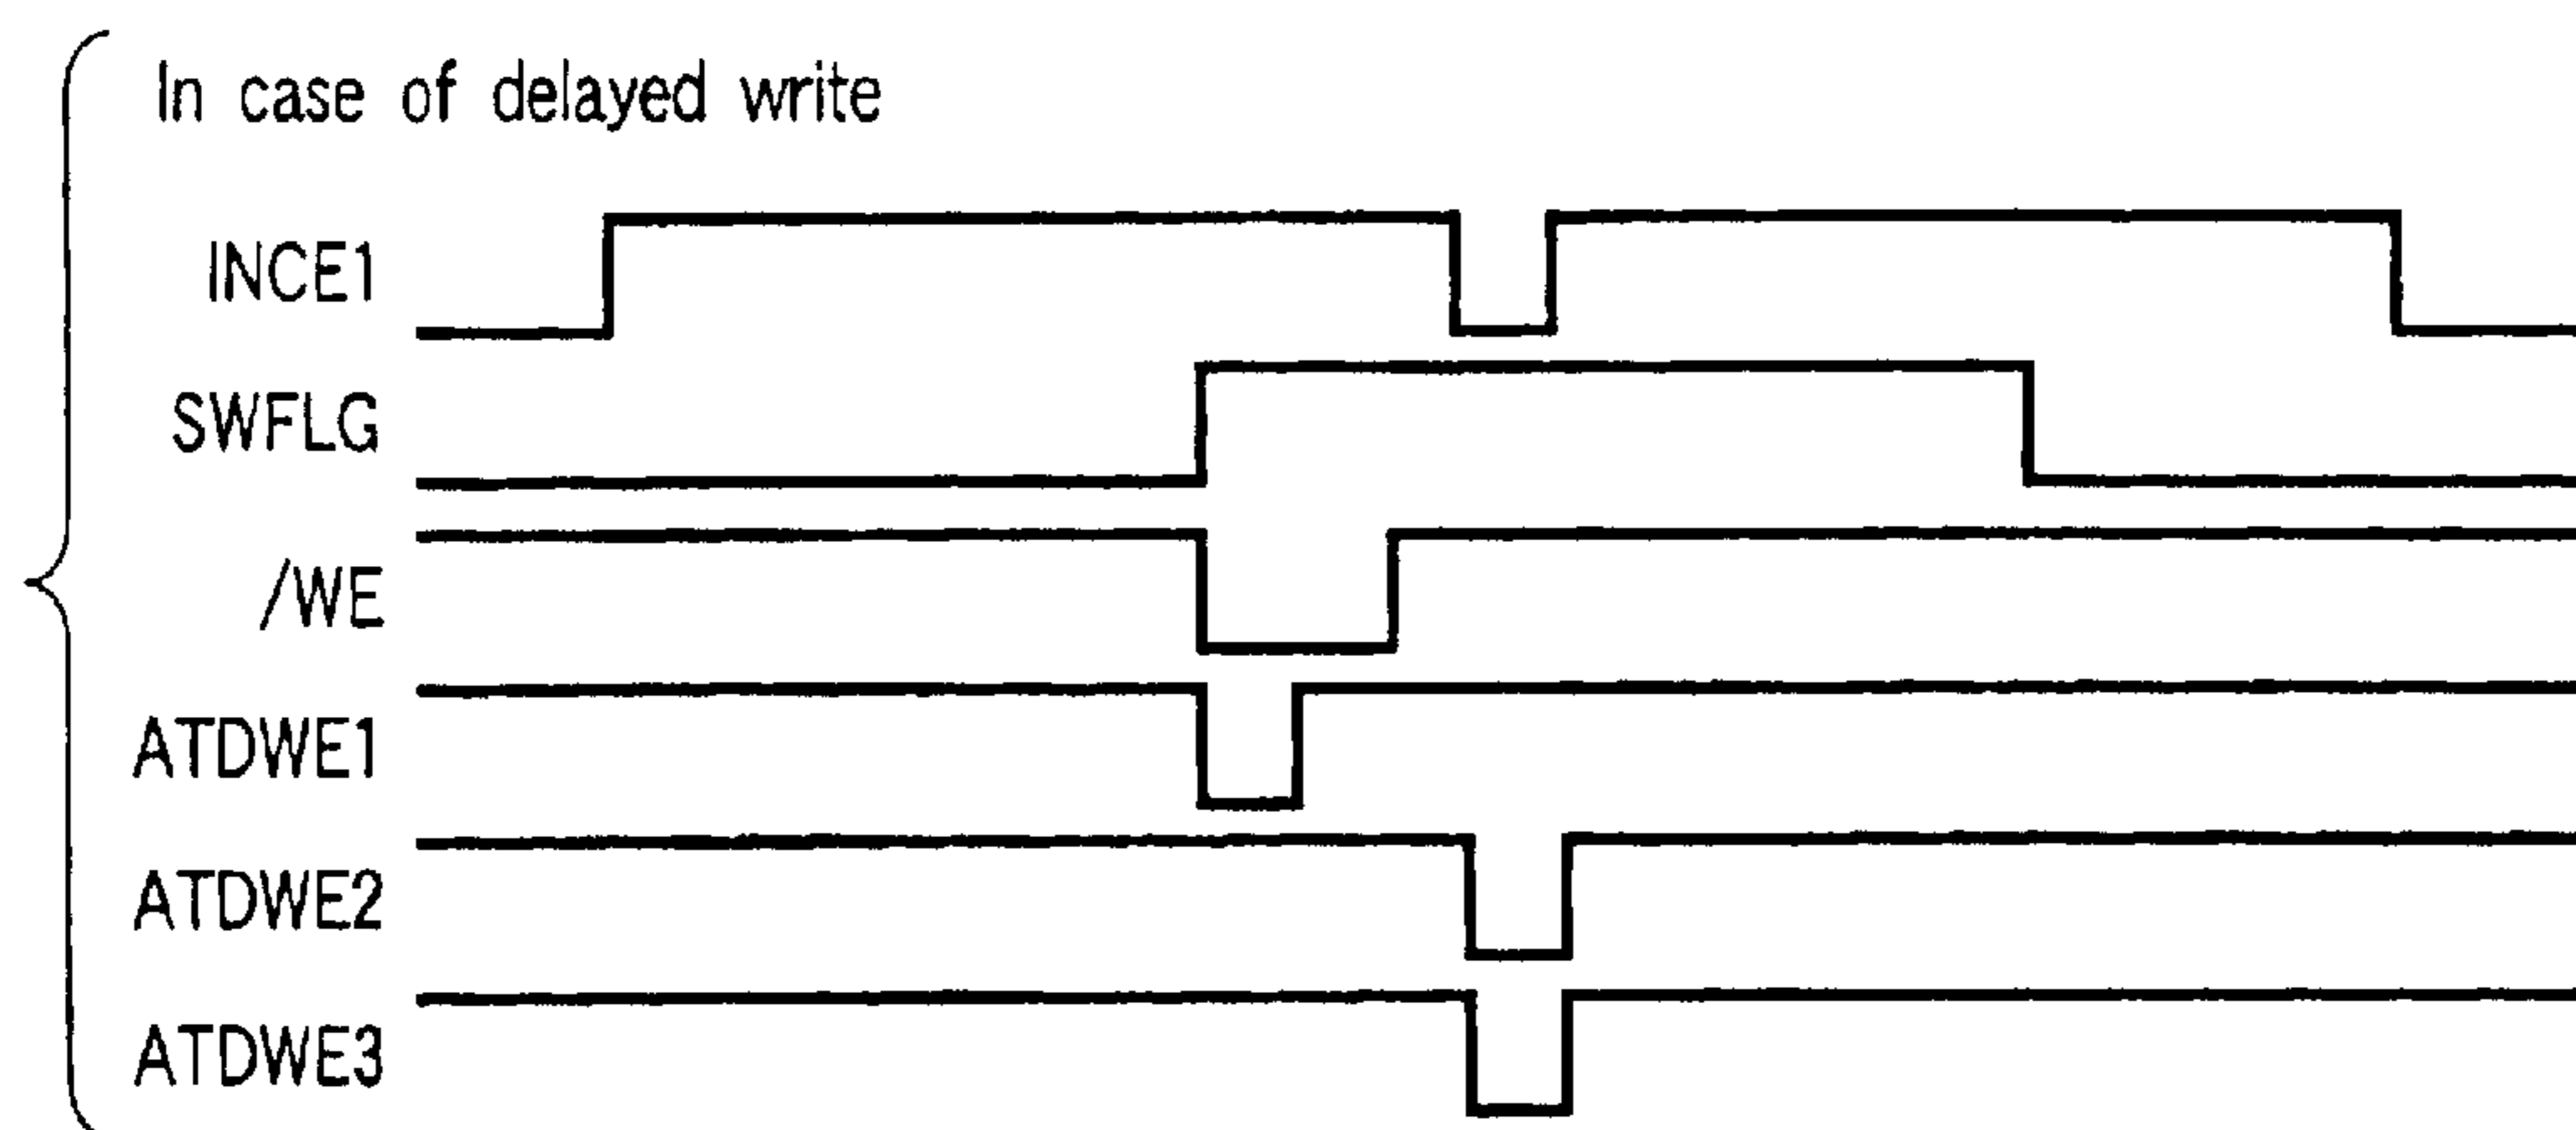 In case of delayed write
INCE1
SWFLG
/WE
ATDWE1
ATDWE2
ATDWE3